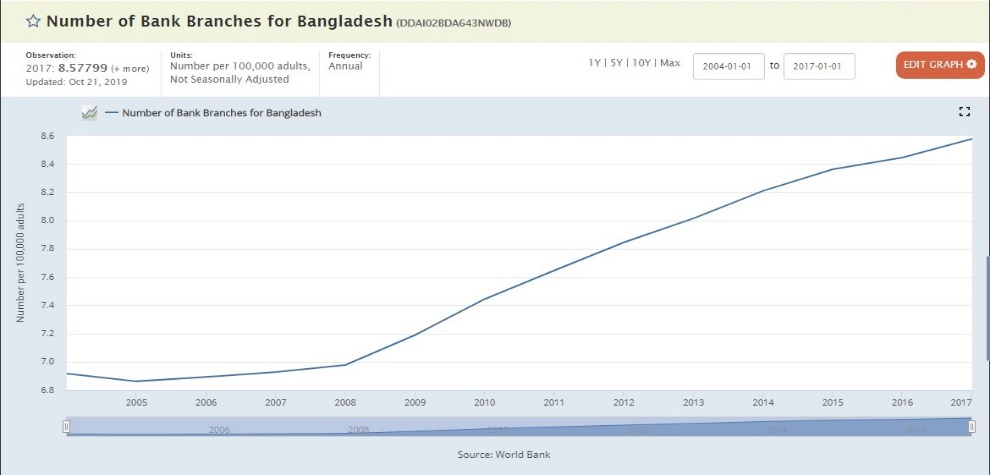 Number of Bank Branches for Bangladesh (DDAI02BDA643NWDB)
Observation:
2017: 8.57799 (+ more)
Updated: Oct 21, 2019
Units:
Number per 100,000 adults,
Not Seasonally Adjusted
Frequency:
Annual
1Y | 5Y | 10Y | Max
2004-01-01 to 2017-01-01
EDIT GRAPH
Number of Bank Branches for Bangladesh
Number per 100,000 adults
8.6
8.4
8.2
8.0
7.8
7.6
7.4
7.2
7.0
6.8
2005 2006 2007 2008 2009 2010 2011 2012 2013 2014 2015 2016 2017
2006 2008 2010 2012 2014 2016
Source: World Bank